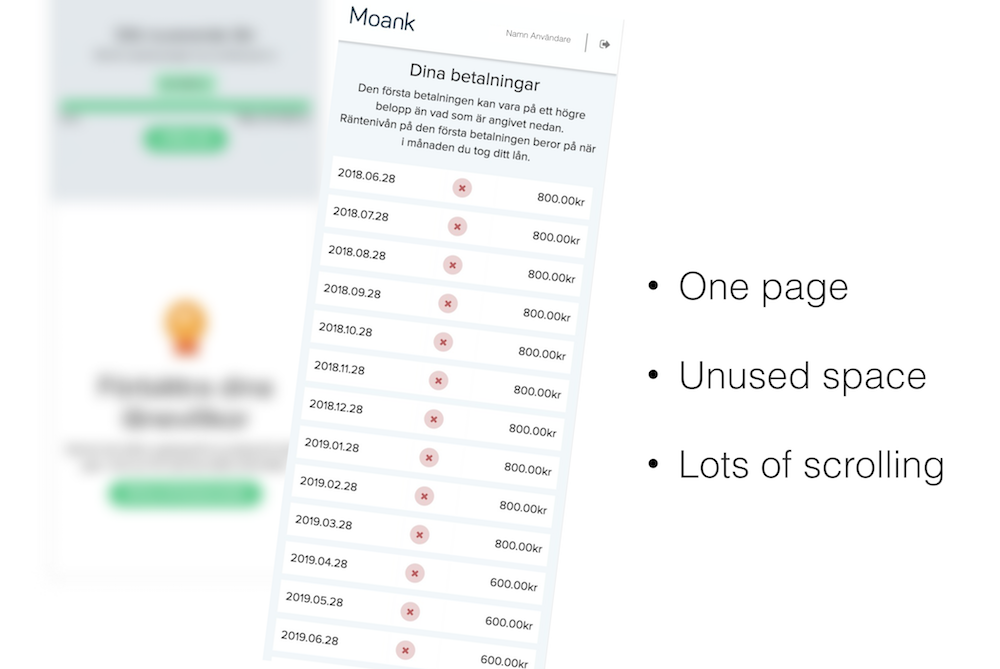 Moank
Namn Användare
Dina betalningar
Den första betalningen kan vara på ett högre
belopp än vad som är angivet nedan.
Räntenivån på den första betalningen beror på när
i månaden du tog ditt lån.
2018.06.28 800.00kr
2018.07.28 800.00kr
2018.08.28 800.00kr
2018.09.28 800.00kr
2018.10.28 800.00kr
2018.11.28 800.00kr
2018.12.28 800.00kr
2019.01.28 800.00kr
2019.02.28 800.00kr
2019.03.28 800.00kr
2019.04.28 600.00kr
2019.05.28 600.00kr
2019.06.28 600.00kr
• One page
• Unused space
• Lots of scrolling